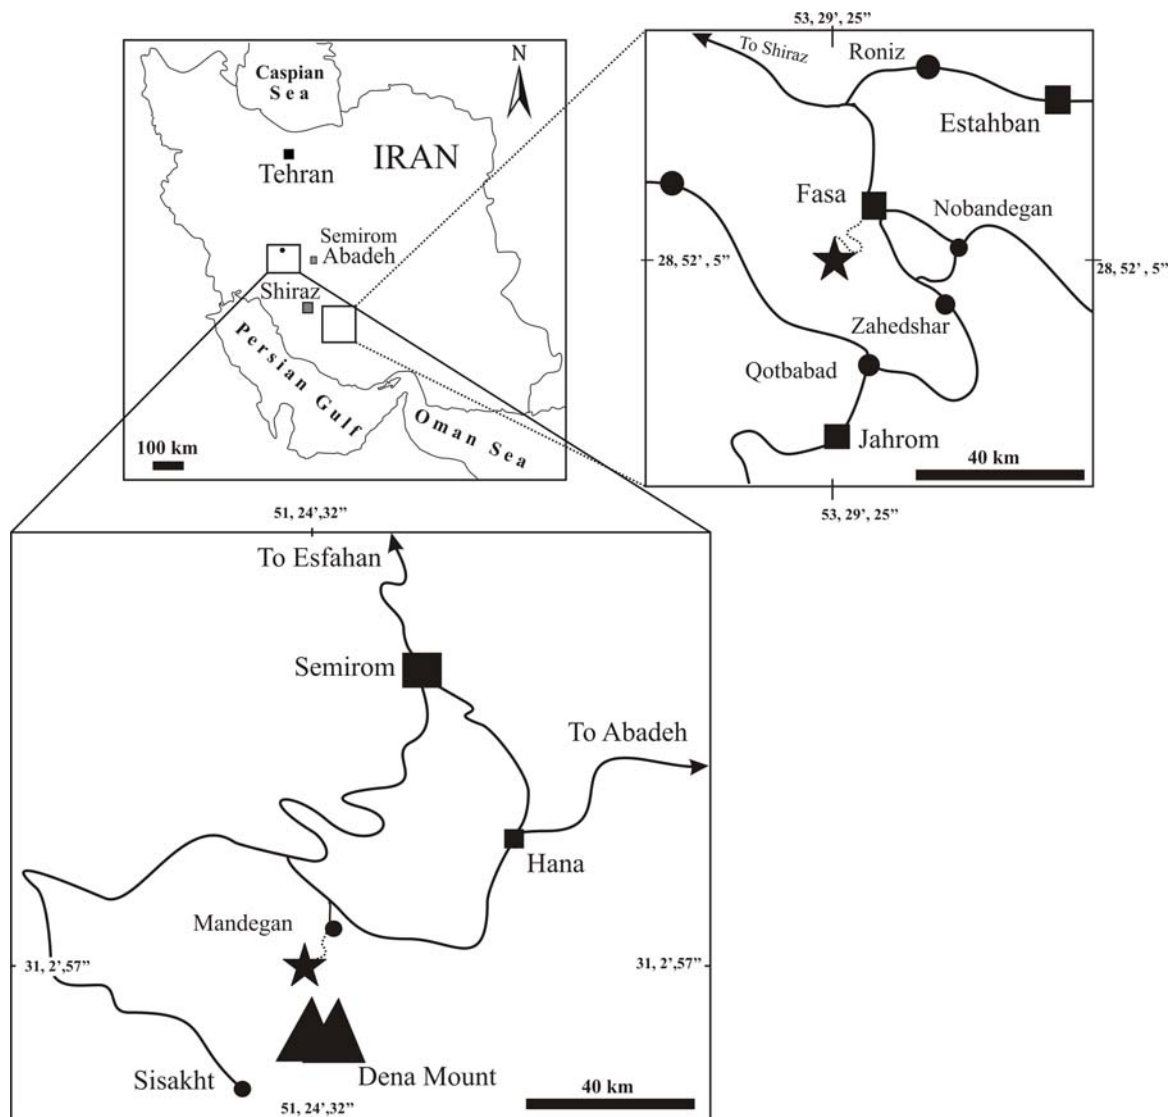 N
Caspian
Sea
IRAN
Tehran
Semirom
Abadeh
Shiraz
Persian Gulf
Oman Sea
100 km
53, 29’, 25”
To Shiraz
Roniz
Estahban
Fasa
Nobandegan
28, 52’, 5”
28, 52’, 5”
Zahedshar
Qotbabad
Jahrom
40 km
53, 29’, 25”
51, 24’,32”
To Esfahan
Semirom
To Abadeh
Hana
Mandegan
31, 2’,57”
31, 2’,57”
Dena Mount
Sisakht
40 km
51, 24’,32”